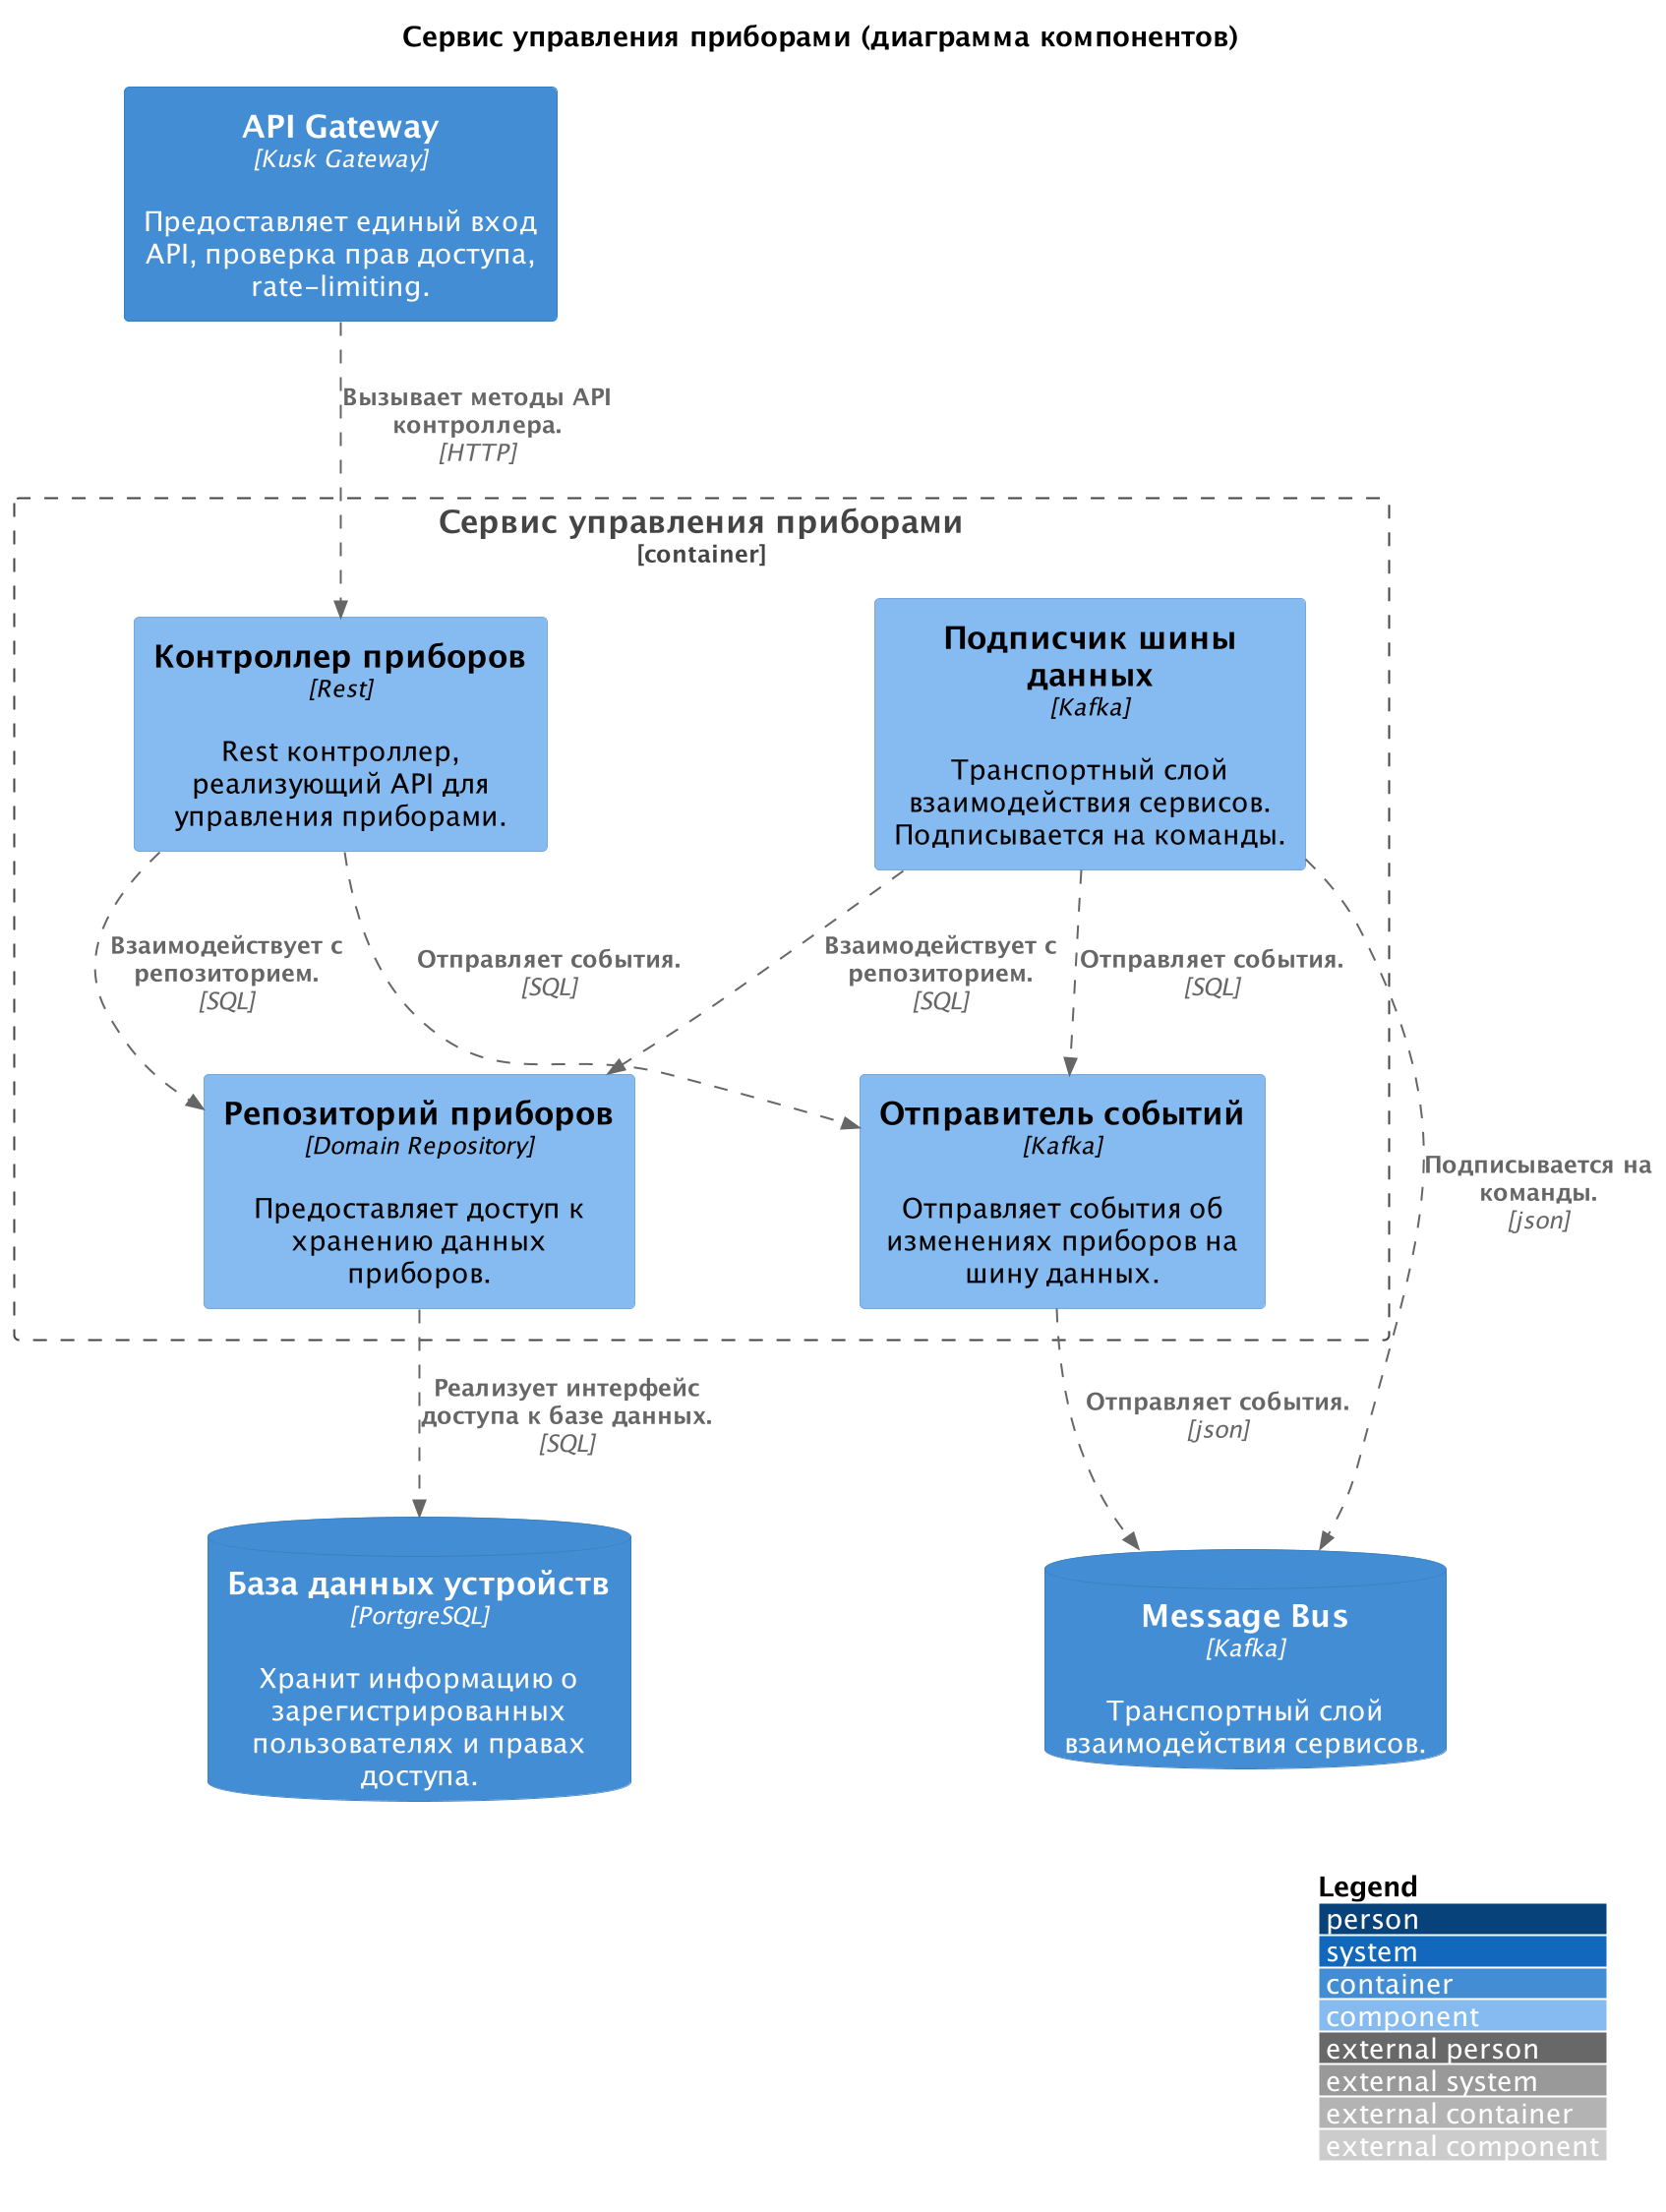 Сервис управления приборами (диаграмма компонентов)
API Gateway
[Kusk Gateway]
Предоставляет единый вход
API, проверка прав доступа,
rate-limiting.
Вызывает методы API
контроллера.
[HTTP]
Сервис управления приборами
[container]
Контроллер приборов
[Rest]
Rest контроллер,
реализующий API для
управления приборами.
Подписчик шины
данных
[Kafka]
Транспортный слой
взаимодействия сервисов.
Подписывается на команды.
Взаимодействует с
репозиторием.
[SQL]
Отправляет события.
[SQL]
Взаимодействует с
репозиторием.
[SQL]
Отправляет события.
[SQL]
Репозиторий приборов
[Domain Repository]
Предоставляет доступ к
хранению данных
приборов.
Отправитель событий
[Kafka]
Отправляет события об
изменениях приборов на
шину данных.
Подписывается на
команды.
[json]
Реализует интерфейс
доступа к базе данных.
[SQL]
Отправляет события.
[json]
База данных устройств
[PortgreSQL]
Хранит информацию о
зарегистрированных
пользователях и правах
доступа.
Message Bus
[Kafka]
Транспортный слой
взаимодействия сервисов.
Legend
person
system
container
component
external person
external system
external container
external component